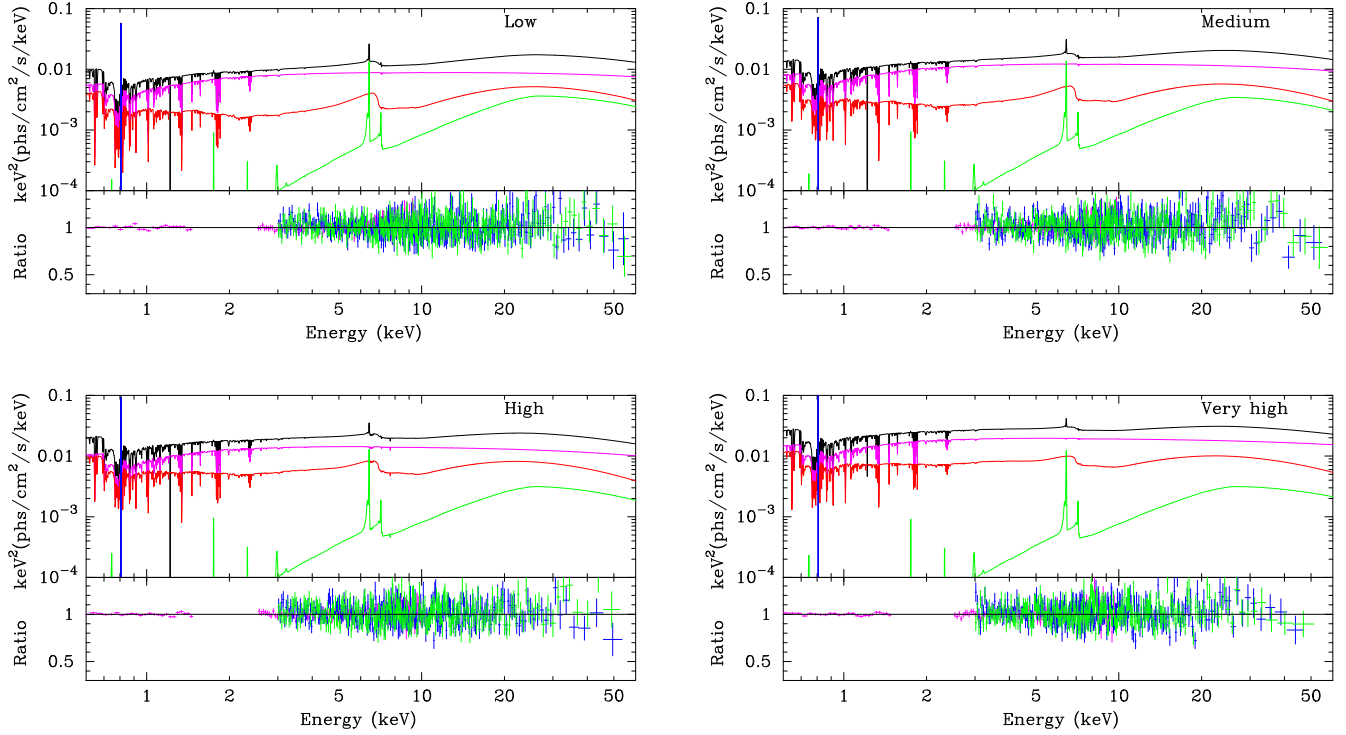 Low
keV²(phs/cm²/s/keV)
0.1
0.01
10⁻³
10⁻⁴
Ratio
1
0.5
1 2 5 10 20 50
Energy (keV)
Medium
keV²(phs/cm²/s/keV)
0.1
0.01
10⁻³
10⁻⁴
Ratio
1
0.5
1 2 5 10 20 50
Energy (keV)
High
keV²(phs/cm²/s/keV)
0.1
0.01
10⁻³
10⁻⁴
Ratio
1
0.5
1 2 5 10 20 50
Energy (keV)
Very high
keV²(phs/cm²/s/keV)
0.1
0.01
10⁻³
10⁻⁴
Ratio
1
0.5
1 2 5 10 20 50
Energy (keV)